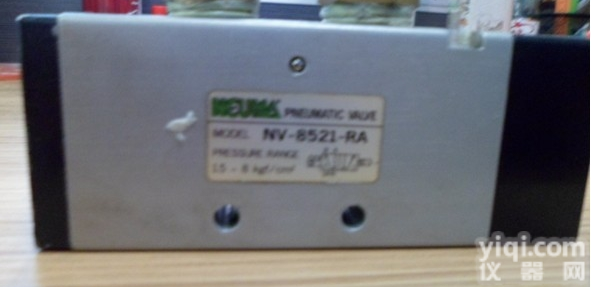 NEUMA PNEUMATIC VALVE
MODEL NV-8521-RA
PRESSURE RANGE
1.5 - 8 kgf/cm²
yiqi.com
仪器网